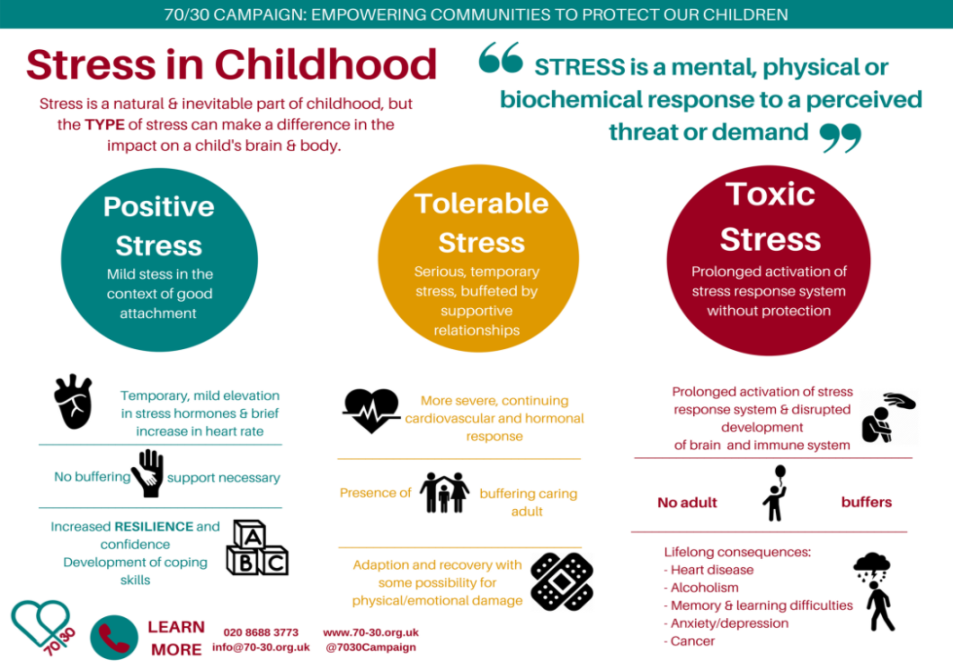 70/30 CAMPAIGN: EMPOWERING COMMUNITIES TO PROTECT OUR CHILDREN
Stress in Childhood
Stress is a natural & inevitable part of childhood, but
the TYPE of stress can make a difference in the
impact on a child's brain & body.
“ STRESS is a mental, physical or
biochemical response to a perceived
threat or demand ”
Positive
Stress
Mild stess in the
context of good
attachment
Tolerable
Stress
Serious, temporary
stress, buffeted by
supportive
relationships
Toxic
Stress
Prolonged activation of
stress response system
without protection
Temporary, mild elevation
in stress hormones & brief
increase in heart rate
No buffering support necessary
Increased RESILIENCE and
confidence
Development of coping
skills
A
B C
More severe, continuing
cardiovascular and hormonal
response
Presence of buffering caring
adult
Adaption and recovery with
some possibility for
physical/emotional damage
Prolonged activation of stress
response system & disrupted
development
of brain and immune system
No adult buffers
Lifelong consequences:
- Heart disease
- Alcoholism
- Memory & learning difficulties
- Anxiety/depression
- Cancer
70/30
LEARN
MORE
020 8688 3773 www.70-30.org.uk
info@70-30.org.uk @7030Campaign